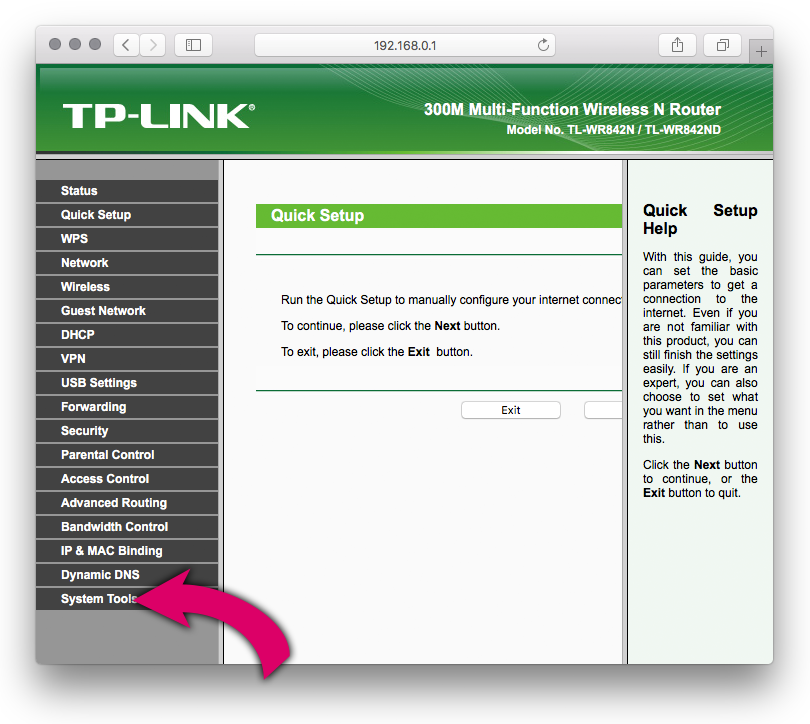 192.168.0.1
TP-LINK®
300M Multi-Function Wireless N Router
Model No. TL-WR842N / TL-WR842ND
Status
Quick Setup
WPS
Network
Wireless
Guest Network
DHCP
VPN
USB Settings
Forwarding
Security
Parental Control
Access Control
Advanced Routing
Bandwidth Control
IP & MAC Binding
Dynamic DNS
System Tools
Quick Setup
Run the Quick Setup to manually configure your internet connec
To continue, please click the Next button.
To exit, please click the Exit button.
Exit
Quick Setup
Help
With this guide, you
can set the basic
parameters to get a
connection to the
internet. Even if you
are not familiar with
this product, you can
still finish the settings
easily. If you are an
expert, you can also
choose to set what
you want in the menu
rather than to use
this.
Click the Next button
to continue, or the
Exit button to quit.